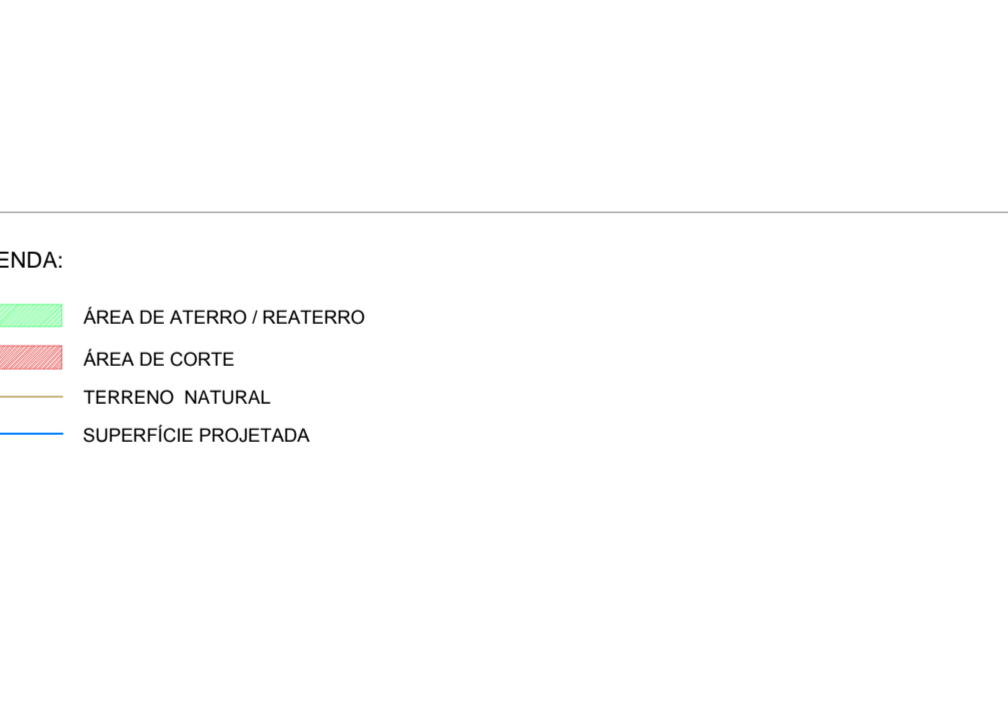 ENDA:
ÁREA DE ATERRO / REATERRO
ÁREA DE CORTE
TERRENO NATURAL
SUPERFÍCIE PROJETADA